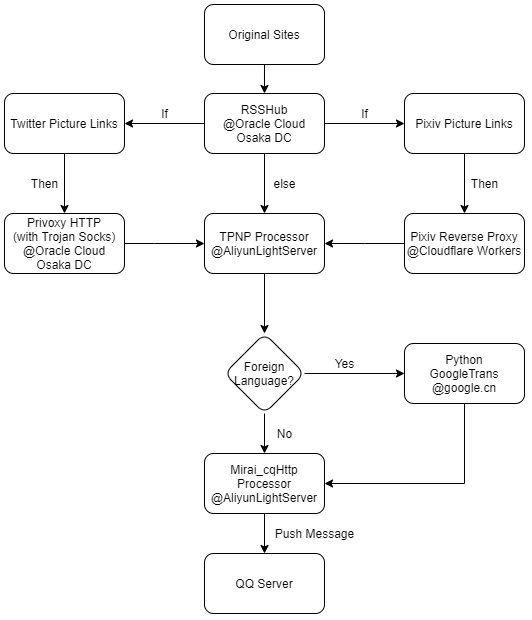 Original Sites
Twitter Picture Links
If
RSSHub
@Oracle Cloud
Osaka DC
If
Pixiv Picture Links
Then
else
Then
Privoxy HTTP
(with Trojan Socks)
@Oracle Cloud
Osaka DC
TPNP Processor
@AliyunLightServer
Pixiv Reverse Proxy
@Cloudflare Workers
Foreign
Language?
Yes
Python
GoogleTrans
@google.cn
No
Mirai_cqHttp
Processor
@AliyunLightServer
Push Message
QQ Server